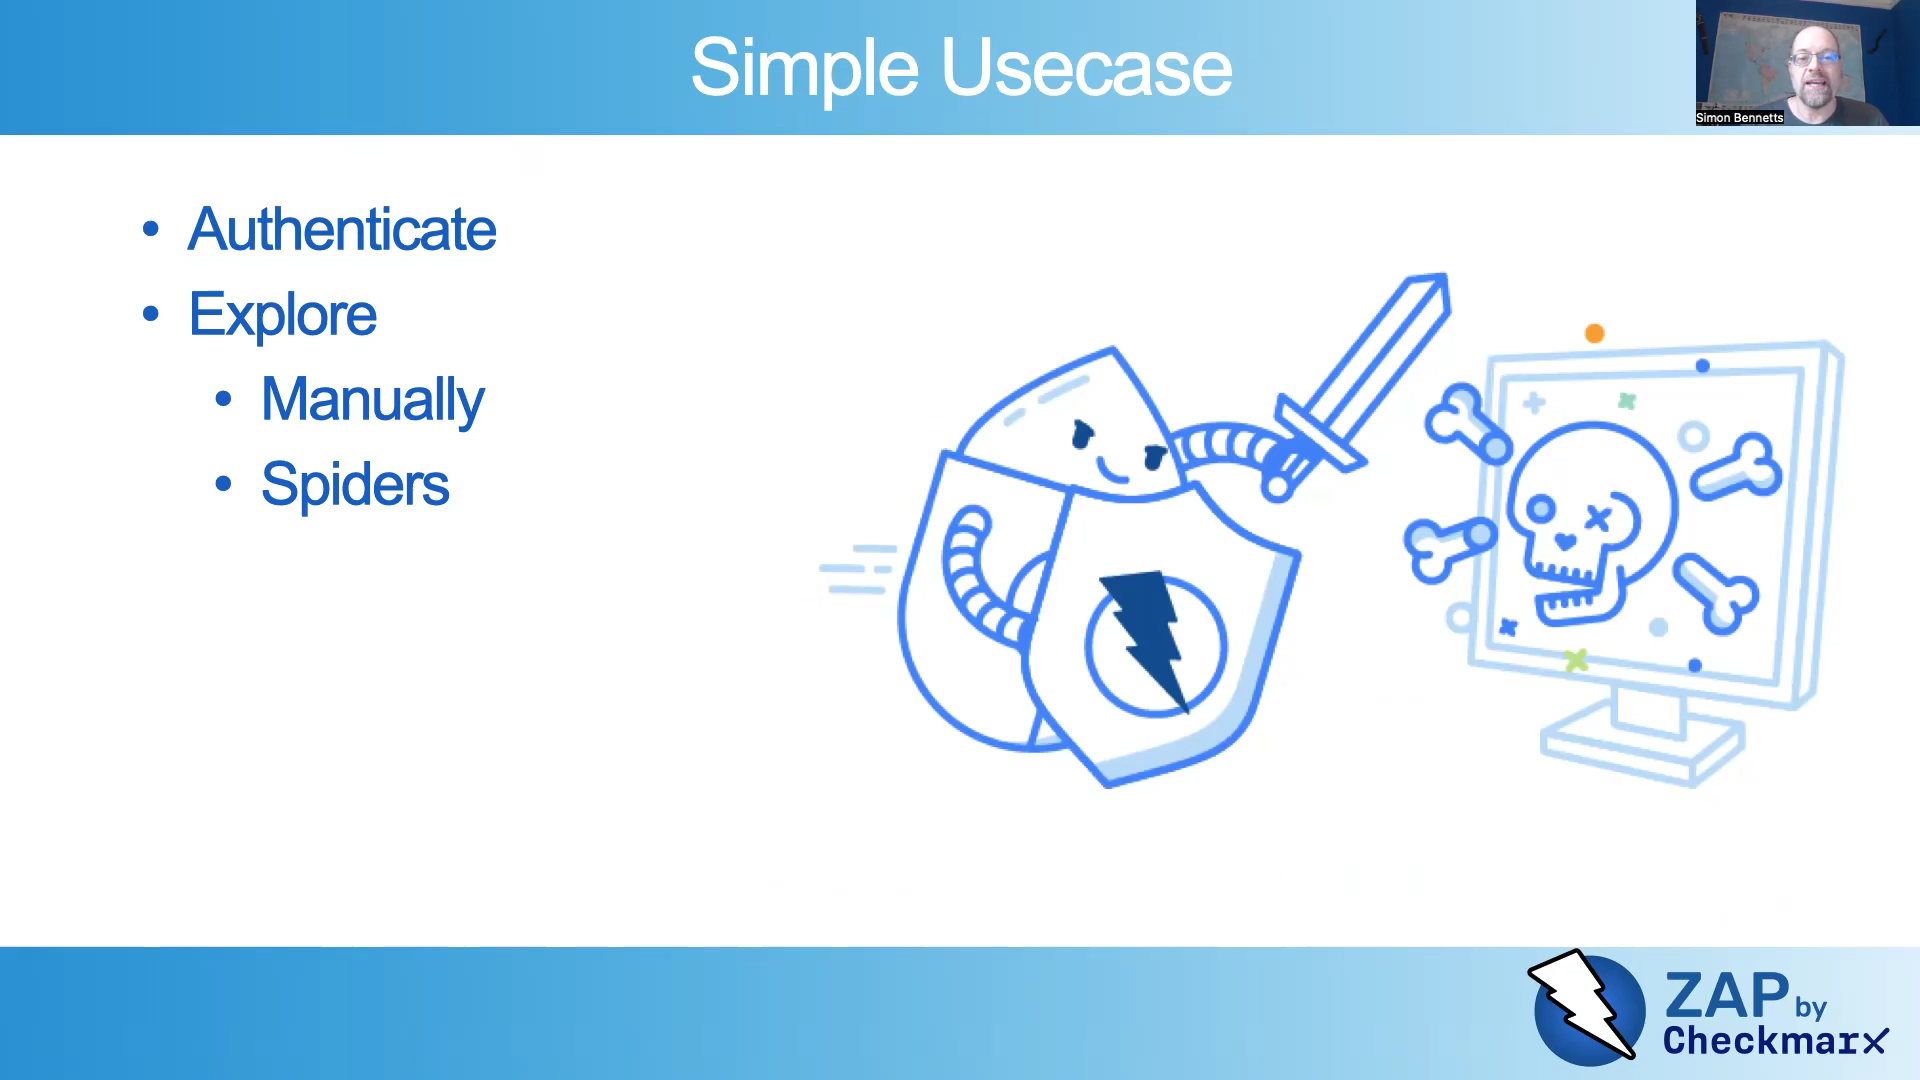 Simple Usecase
Simon Bennetts
• Authenticate
• Explore
• Manually
• Spiders
ZAP by
Checkmarx